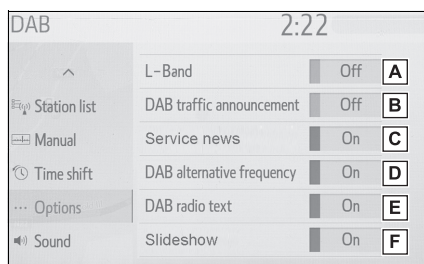 DAB 2:22
L-Band Off A
Station list DAB traffic announcement Off B
Manual Service news On C
Time shift DAB alternative frequency On D
Options DAB radio text On E
Sound Slideshow On F